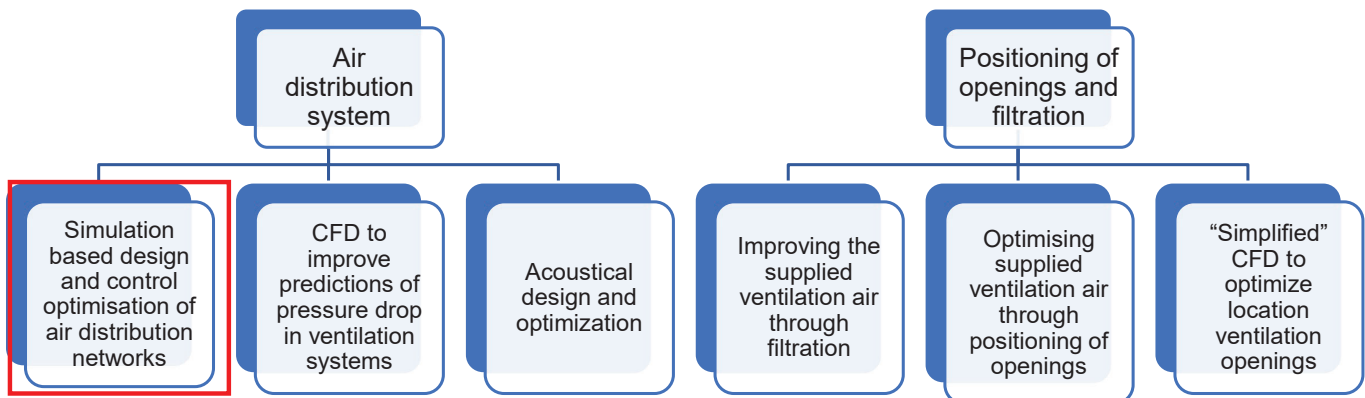 Air
distribution
system
Positioning of
openings and
filtration
Simulation
based design
and control
optimisation of
air distribution
networks
CFD to
improve
predictions of
pressure drop
in ventilation
systems
Acoustical
design and
optimization
Improving the
supplied
ventilation air
through
filtration
Optimising
supplied
ventilation air
through
positioning of
openings
“Simplified”
CFD to
optimize
location
ventilation
openings